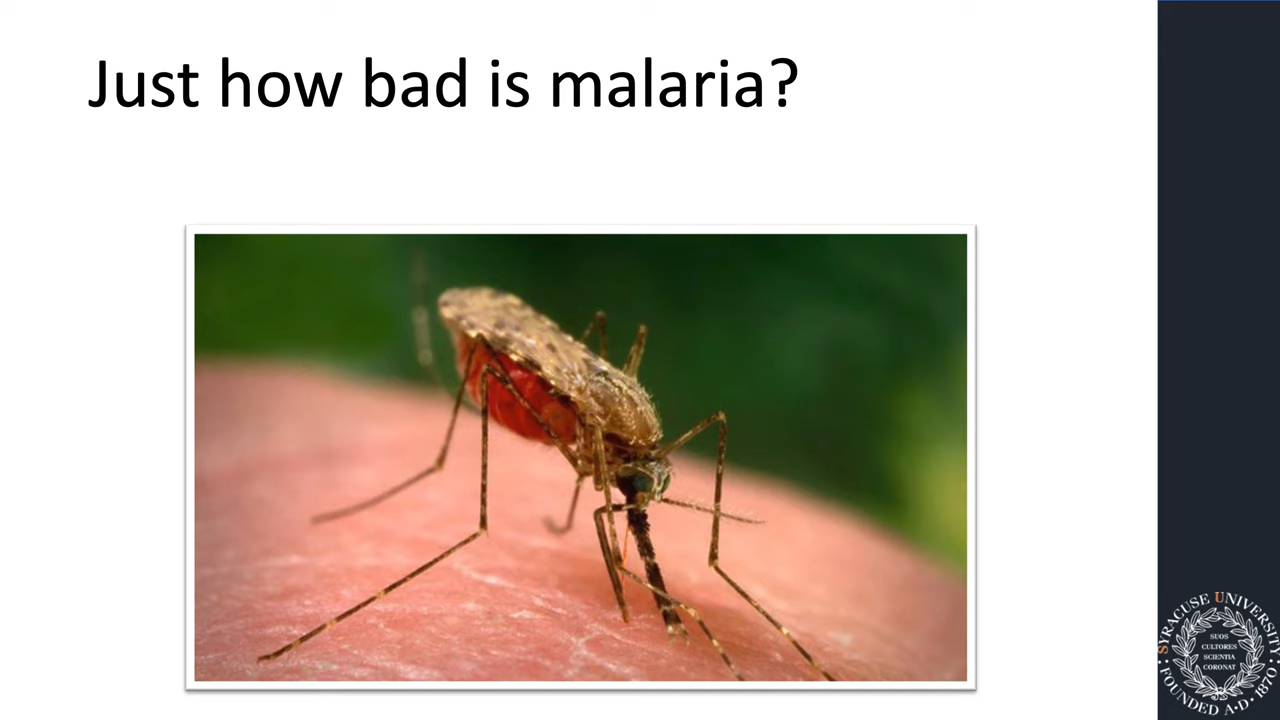 Just how bad is malaria?
SYRACUSE UNIVERSITY
FOUNDED A·D·1870
SUOS
CULTORES
SCIENTIA
CORONAT